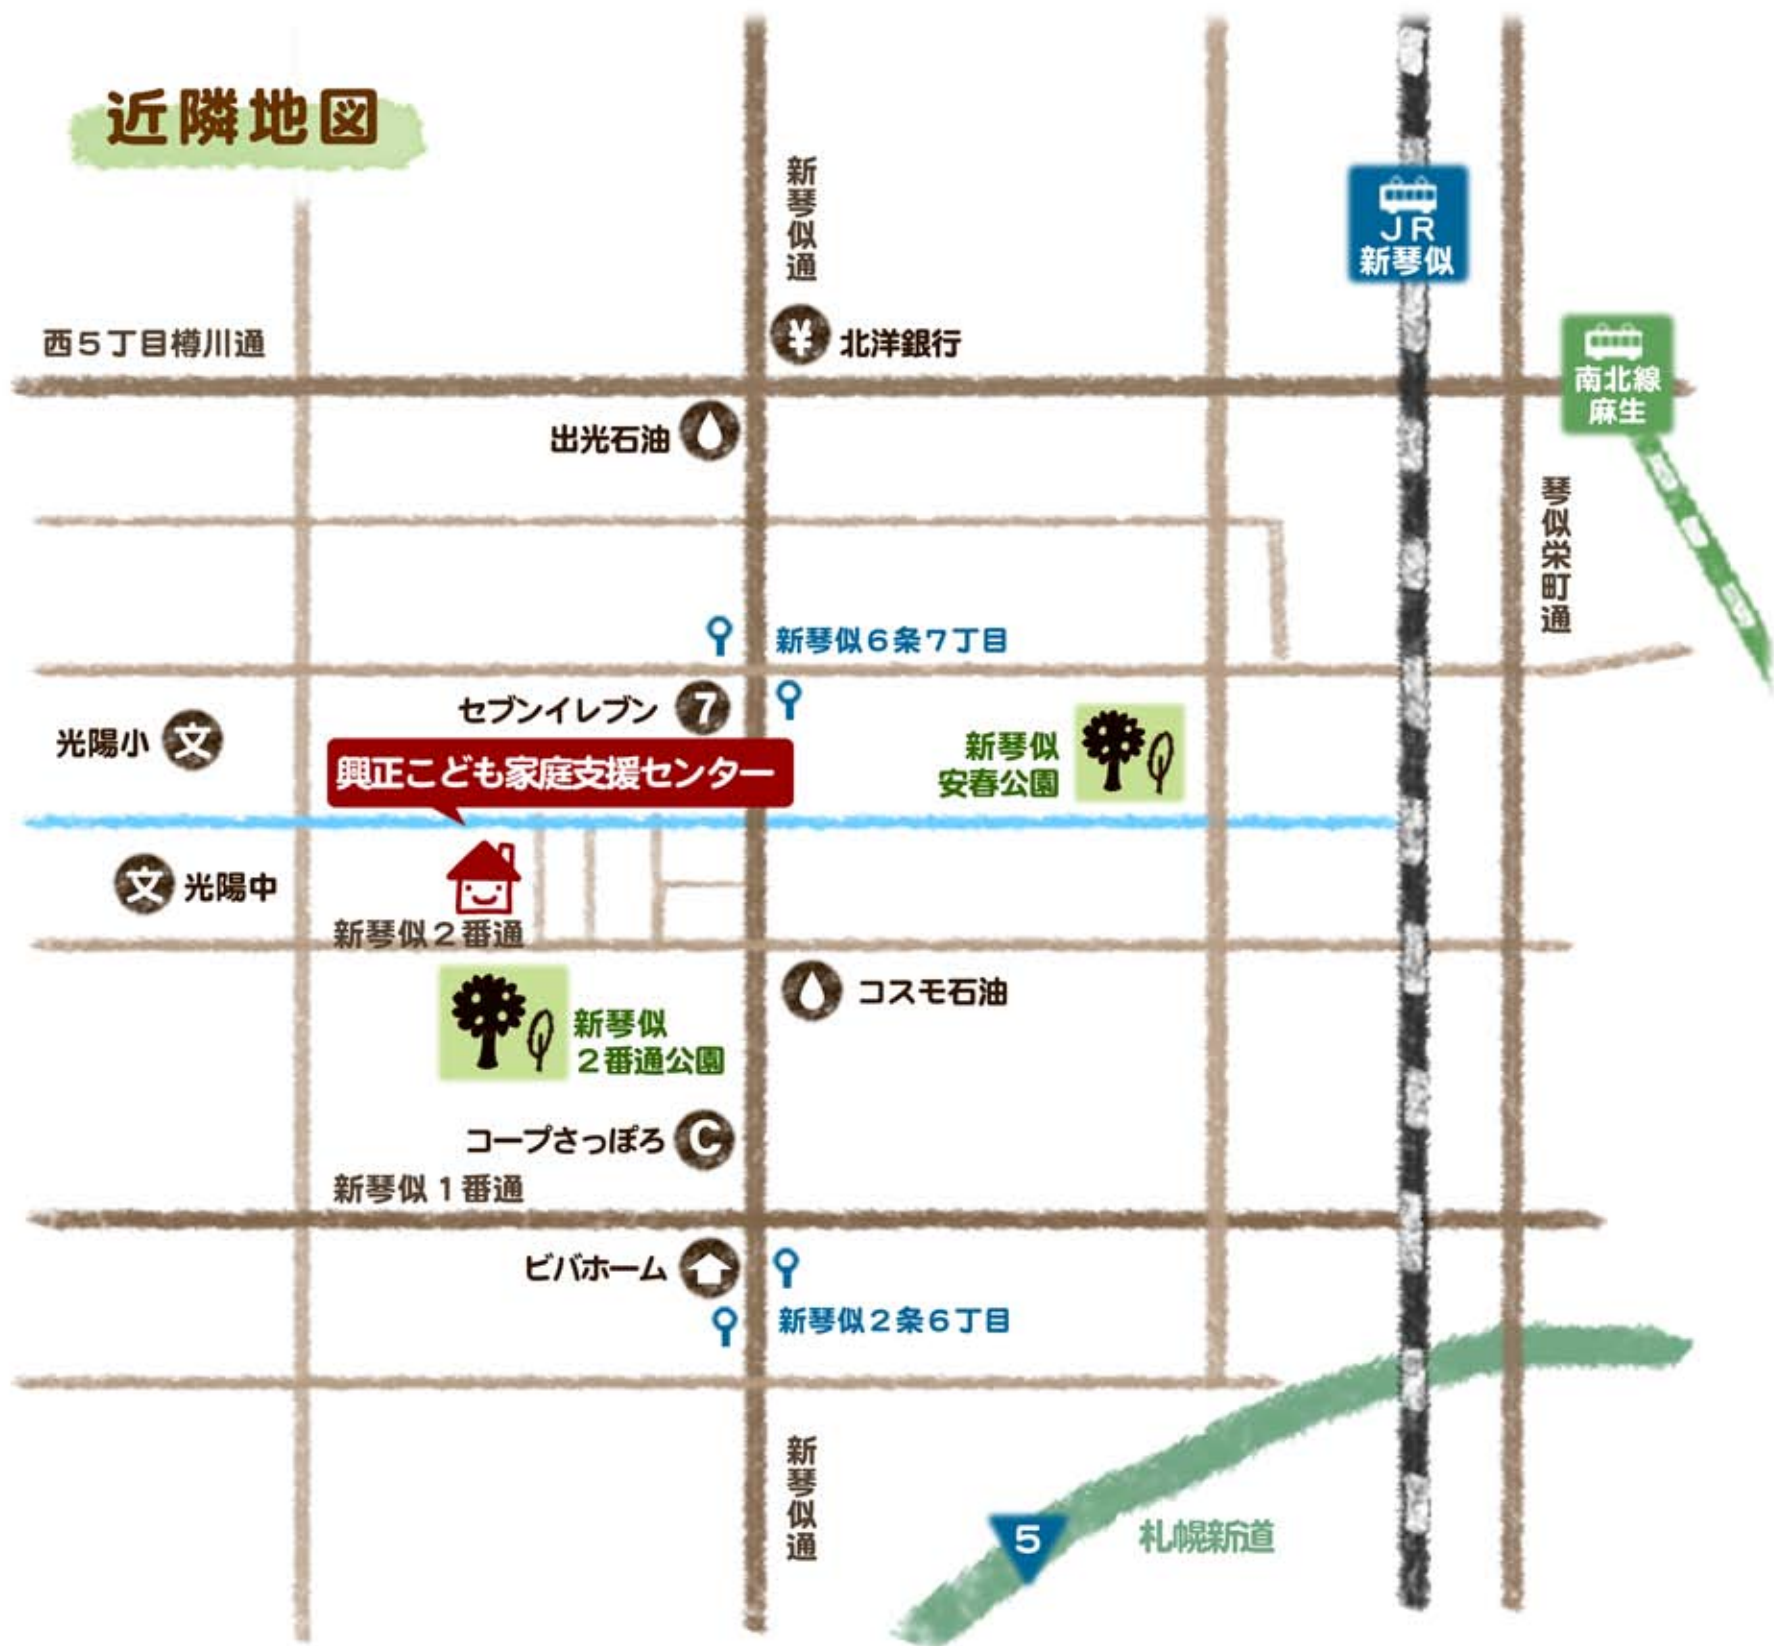 近隣地図
新琴似通
JR
新琴似
西5丁目樽川通
¥
北洋銀行
南北線
麻生
出光石油
琴似栄町通
新琴似6条7丁目
セブンイレブン
7
光陽小
文
新琴似
安春公園
興正こども家庭支援センター
文
光陽中
新琴似2番通
コスモ石油
新琴似
2番通公園
コープさっぽろ
C
新琴似1番通
ビバホーム
新琴似2条6丁目
新琴似通
5
札幌新道